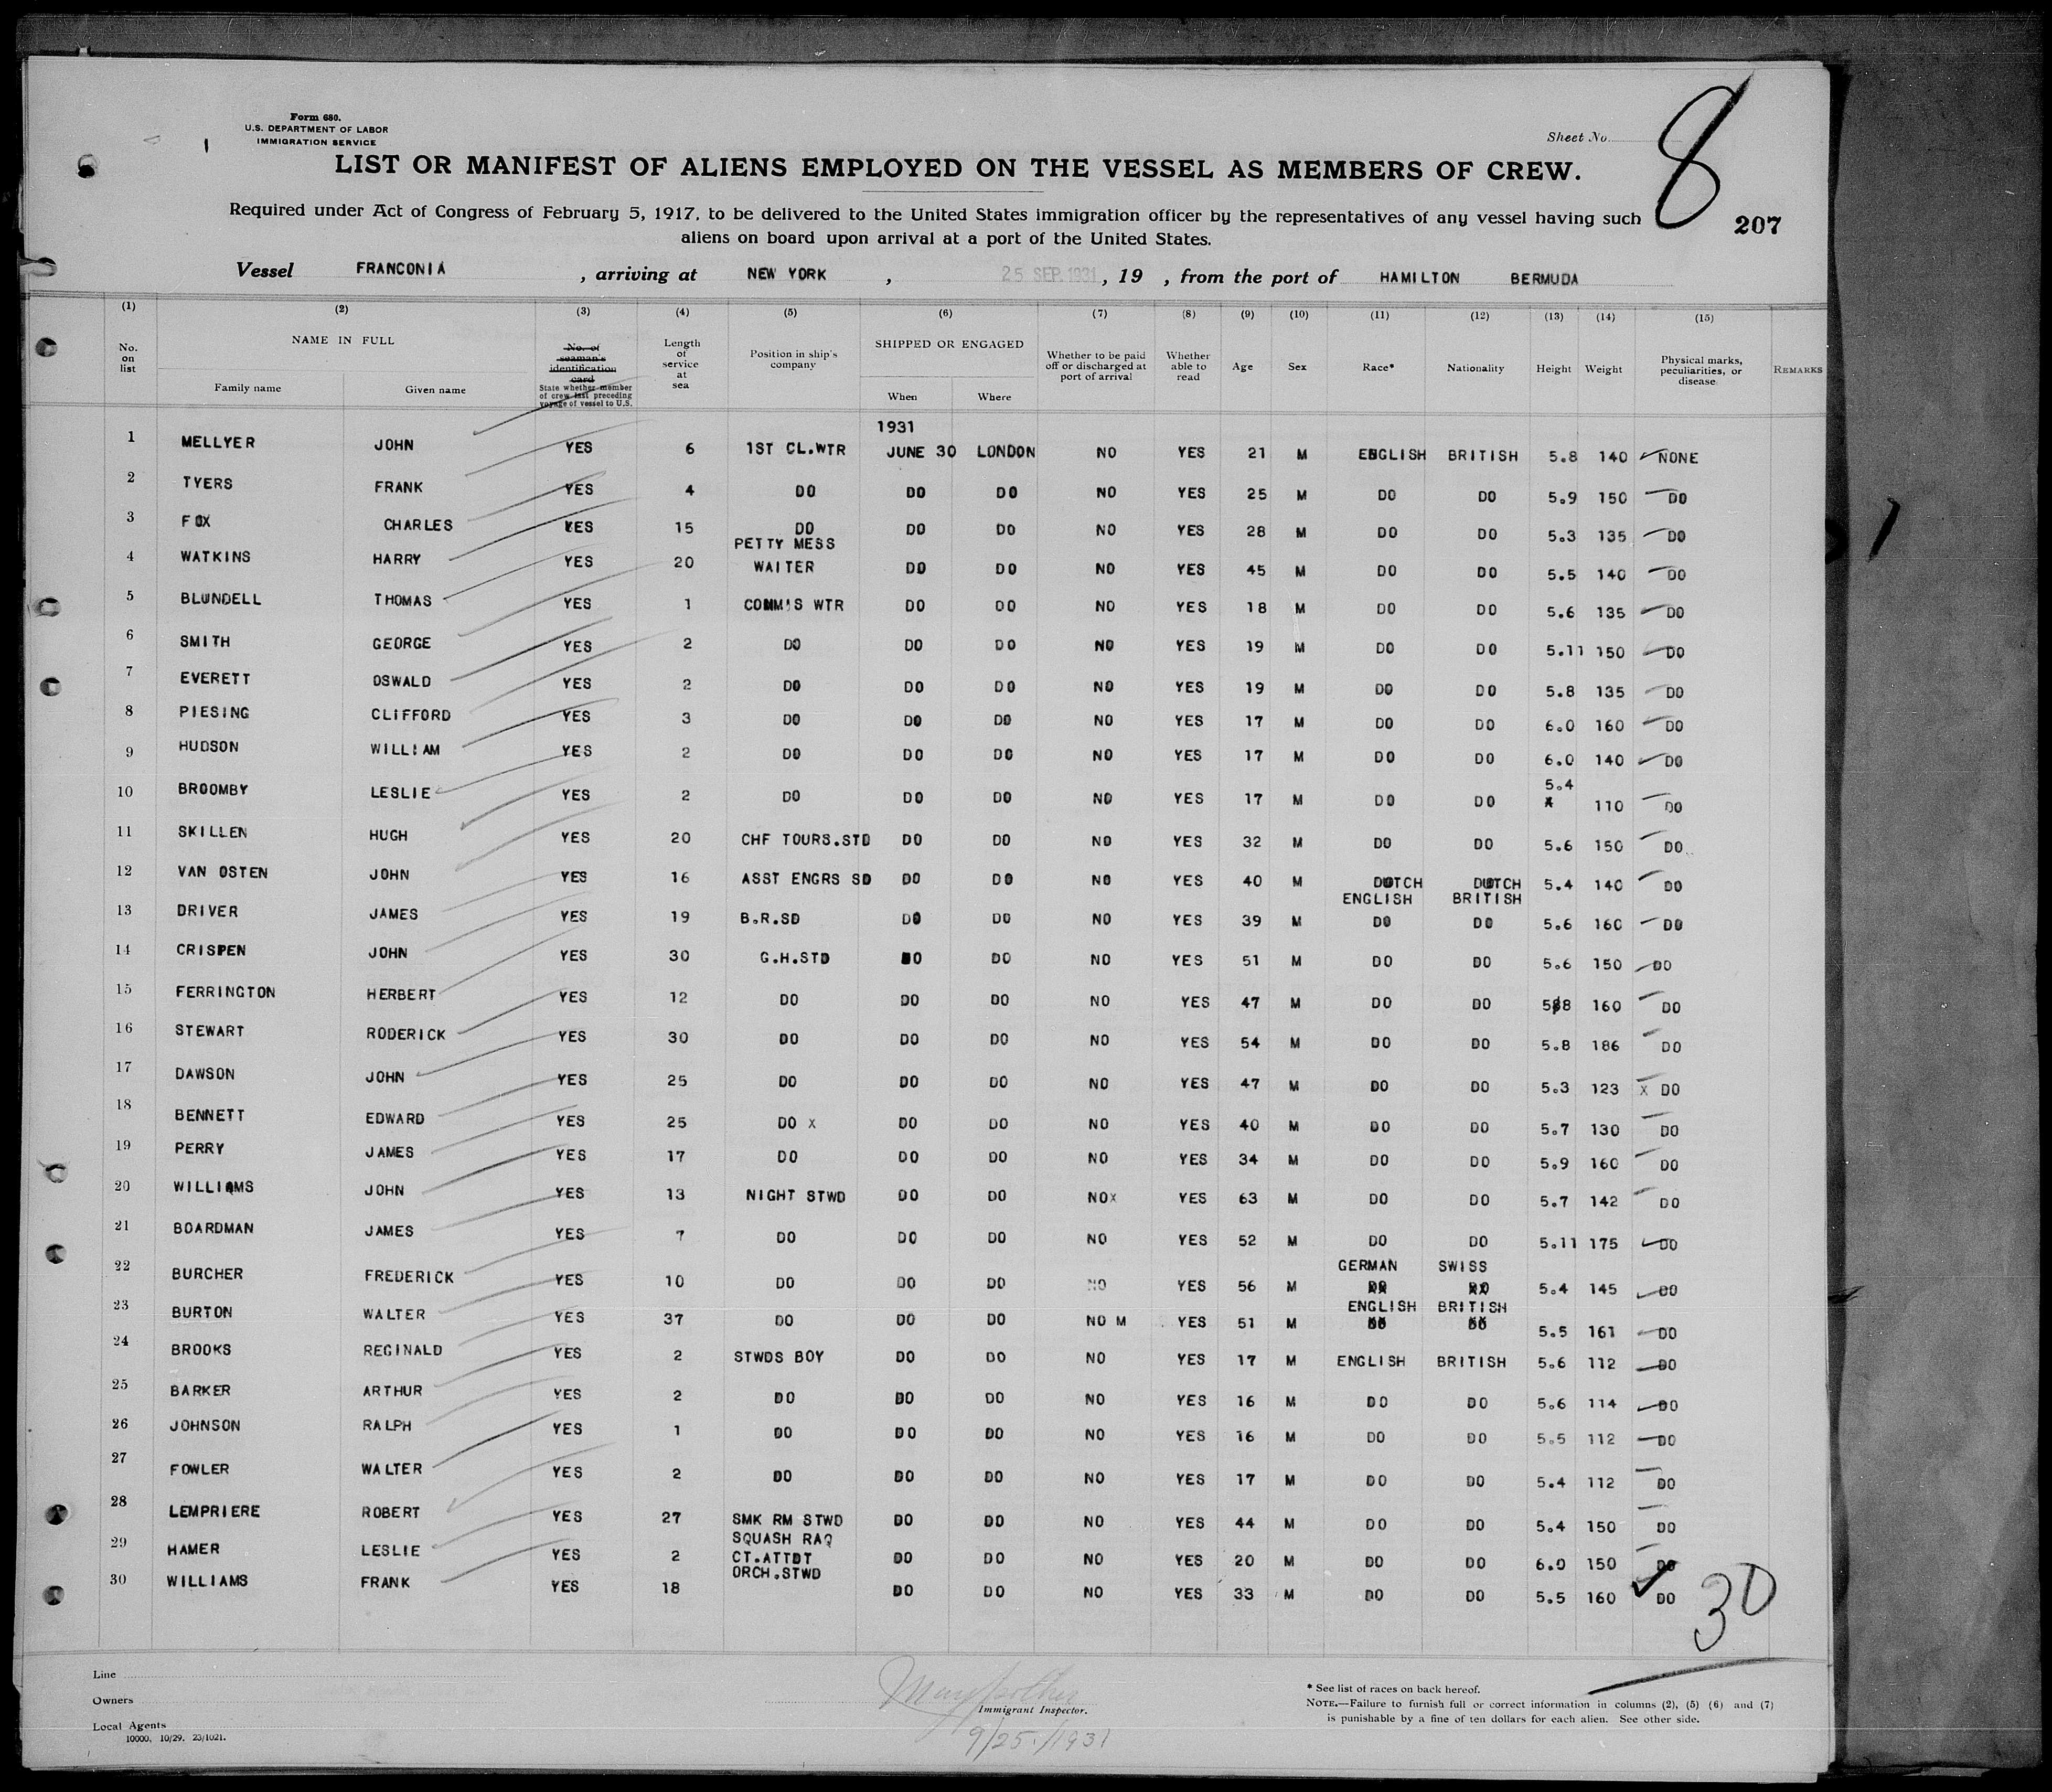 Form 680.
U.S. DEPARTMENT OF LABOR
IMMIGRATION SERVICE
Sheet No. 8
LIST OR MANIFEST OF ALIENS EMPLOYED ON THE VESSEL AS MEMBERS OF CREW.
Required under Act of Congress of February 5, 1917, to be delivered to the United States immigration officer by the representatives of any vessel having such
aliens on board upon arrival at a port of the United States.
207
Vessel FRANCONIA , arriving at NEW YORK , 25 SEP. 1931 , 19 , from the port of HAMILTON BERMUDA
(1) (2) (3) (4) (5) (6) (7) (8) (9) (10) (11) (12) (13) (14) (15)
No. on list NAME IN FULL Family name Given name No. of seaman's identification card State whether member of crew last preceding voyage of vessel to U.S. Length of service at sea Position in ship's company SHIPPED OR ENGAGED When Where Whether to be paid off or discharged at port of arrival Whether able to read Age Sex Race* Nationality Height Weight Physical marks, peculiarities, or disease REMARKS
1931
1 MELLYER JOHN YES 6 1ST CL.WTR JUNE 30 LONDON NO YES 21 M ENGLISH BRITISH 5.8 140 NONE
2 TYERS FRANK YES 4 DO DO DO NO YES 25 M DO DO 5.9 150 DO
3 FOX CHARLES YES 15 DO DO DO NO YES 28 M DO DO 5.3 135 DO
4 WATKINS HARRY YES 20 PETTY MESS WAITER DO DO NO YES 45 M DO DO 5.5 140 DO
5 BLUNDELL THOMAS YES 1 COMM'S WTR DO DO NO YES 18 M DO DO 5.6 135 DO
6 SMITH GEORGE YES 2 DO DO DO NO YES 19 M DO DO 5.11 150 DO
7 EVERETT OSWALD YES 2 DO DO DO NO YES 19 M DO DO 5.8 135 DO
8 PIESING CLIFFORD YES 3 DO DO DO NO YES 17 M DO DO 6.0 160 DO
9 HUDSON WILLIAM YES 2 DO DO DO NO YES 17 M DO DO 6.0 140 DO
10 BROOMBY LESLIE YES 2 DO DO DO NO YES 17 M DO DO 5.4 110 DO
11 SKILLEN HUGH YES 20 CHF TOURS.STD DO DO NO YES 32 M DO DO 5.6 150 DO
12 VAN OSTEN JOHN YES 16 ASST ENGRS SD DO DO NO YES 40 M DUTCH DUTCH 5.4 140 DO
13 DRIVER JAMES YES 19 B.R.SD DO DO NO YES 39 M ENGLISH DO BRITISH DO 5.6 160 DO
14 CRISPEN JOHN YES 30 G.H.STD DO DO NO YES 51 M DO DO 5.6 150 DO
15 FERRINGTON HERBERT YES 12 DO DO DO NO YES 47 M DO DO 5.8 160 DO
16 STEWART RODERICK YES 30 DO DO DO NO YES 54 M DO DO 5.8 186 DO
17 DAWSON JOHN YES 25 DO DO DO NO YES 47 M DO DO 5.3 123 X DO
18 BENNETT EDWARD YES 25 DO X DO DO NO YES 40 M DO DO 5.7 130 DO
19 PERRY JAMES YES 17 DO DO DO NO YES 34 M DO DO 5.9 160 DO
20 WILLIAMS JOHN YES 13 NIGHT STWD DO DO NOX YES 63 M DO DO 5.7 142 DO
21 BOARDMAN JAMES YES 7 DO DO DO NO YES 52 M DO DO 5.11 175 DO
22 BURCHER FREDERICK YES 10 DO DO DO NO YES 56 M GERMAN DO SWISS DO 5.4 145 DO
23 BURTON WALTER YES 37 DO DO DO NO M YES 51 M ENGLISH DO BRITISH DO 5.5 161 DO
24 BROOKS REGINALD YES 2 STWDS BOY DO DO NO YES 17 M ENGLISH BRITISH 5.6 112 DO
25 BARKER ARTHUR YES 2 DO DO DO NO YES 16 M DO DO 5.6 114 DO
26 JOHNSON RALPH YES 1 DO DO DO NO YES 16 M DO DO 5.5 112 DO
27 FOWLER WALTER YES 2 DO DO DO NO YES 17 M DO DO 5.4 112 DO
28 LEMPRIERE ROBERT YES 27 SMK RM STWD DO DO NO YES 44 M DO DO 5.4 150 DO
29 HAMER LESLIE YES 2 SQUASH RAQ CT.ATTDT DO DO NO YES 20 M DO DO 6.0 150 DO
30 WILLIAMS FRANK YES 18 ORCH.STWD DO DO NO YES 33 M DO DO 5.5 160 DO
30
Line
Owners
Local Agents
10000, 10/29, 23/1021.
Immigrant Inspector.
9/25/1931
* See list of races on back hereof.
NOTE.—Failure to furnish full or correct information in columns (2), (5) (6) and (7)
is punishable by a fine of ten dollars for each alien. See other side.